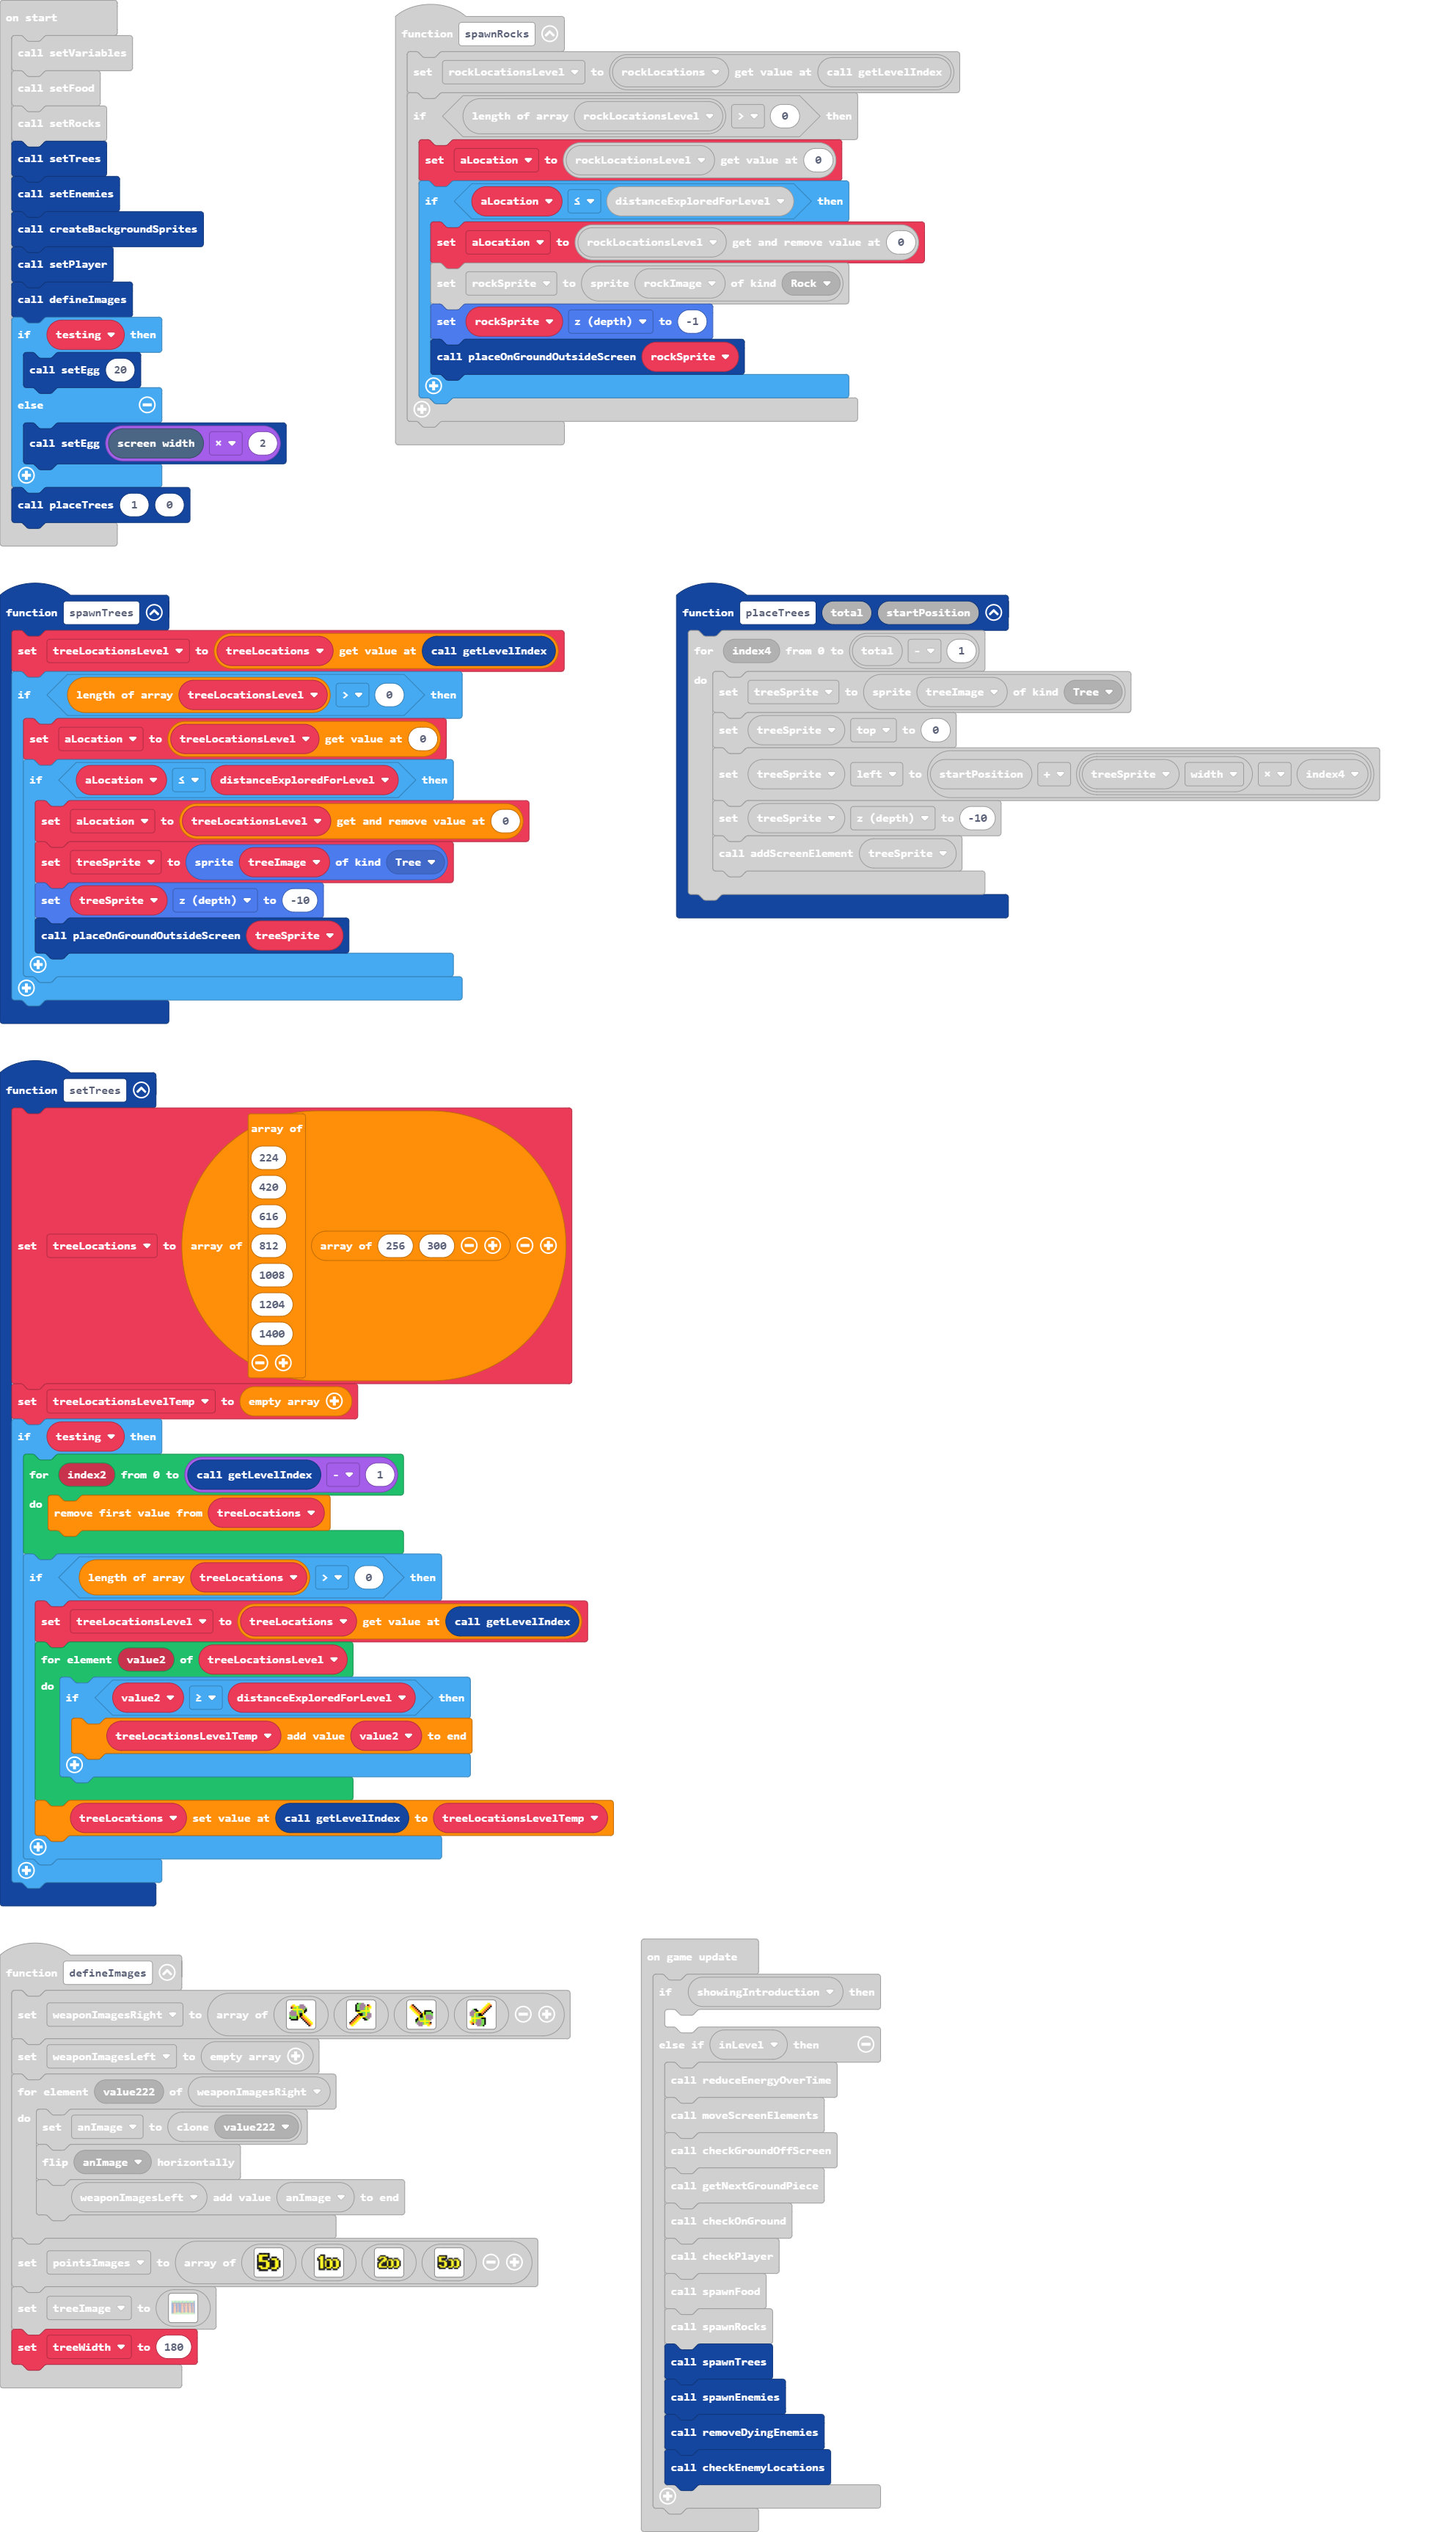 on start
call setVariables
call setFood
call setRocks
call setTrees
call setEnemies
call createBackgroundSprites
call setPlayer
call defineImages
if testing then
call setEgg 20
else
call setEgg screen width × 2
call placeTrees 1 0
function spawnRocks
set rockLocationsLevel to rockLocations get value at call getLevelIndex
if length of array rockLocationsLevel > 0 then
set aLocation to rockLocationsLevel get value at 0
if aLocation ≤ distanceExploredForLevel then
set aLocation to rockLocationsLevel get and remove value at 0
set rockSprite to sprite rockImage of kind Rock
set rockSprite z (depth) to -1
call placeOnGroundOutsideScreen rockSprite
function spawnTrees
set treeLocationsLevel to treeLocations get value at call getLevelIndex
if length of array treeLocationsLevel > 0 then
set aLocation to treeLocationsLevel get value at 0
if aLocation ≤ distanceExploredForLevel then
set aLocation to treeLocationsLevel get and remove value at 0
set treeSprite to sprite treeImage of kind Tree
set treeSprite z (depth) to -10
call placeOnGroundOutsideScreen treeSprite
function placeTrees total startPosition
for index4 from 0 to total - 1
do
set treeSprite to sprite treeImage of kind Tree
set treeSprite top to 0
set treeSprite left to startPosition + treeSprite width × index4
set treeSprite z (depth) to -10
call addScreenElement treeSprite
function setTrees
array of
224
420
616
set treeLocations to array of 812 array of 256 300
1008
1204
1400
set treeLocationsLevelTemp to empty array
if testing then
for index2 from 0 to call getLevelIndex - 1
do
remove first value from treeLocations
if length of array treeLocations > 0 then
set treeLocationsLevel to treeLocations get value at call getLevelIndex
for element value2 of treeLocationsLevel
do
if value2 ≥ distanceExploredForLevel then
treeLocationsLevelTemp add value value2 to end
treeLocations set value at call getLevelIndex to treeLocationsLevelTemp
function defineImages
set weaponImagesRight to array of
set weaponImagesLeft to empty array
for element value222 of weaponImagesRight
do
set anImage to clone value222
flip anImage horizontally
weaponImagesLeft add value anImage to end
set pointsImages to array of 50 100 200 500
set treeImage to
set treeWidth to 180
on game update
if showingIntroduction then
else if inLevel then
call reduceEnergyOverTime
call moveScreenElements
call checkGroundOffScreen
call getNextGroundPiece
call checkOnGround
call checkPlayer
call spawnFood
call spawnRocks
call spawnTrees
call spawnEnemies
call removeDyingEnemies
call checkEnemyLocations